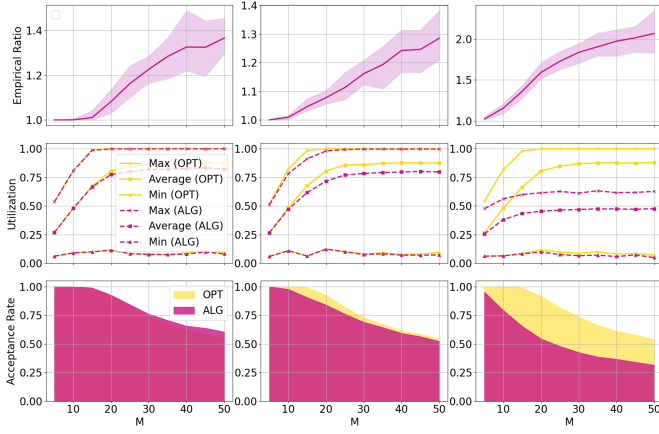 Empirical Ratio
1.4
1.2
1.0
1.4
1.3
1.2
1.1
1.0
2.0
1.5
1.0
Utilization
1.00
0.75
0.50
0.25
0.00
Max (OPT)
Average (OPT)
Min (OPT)
Max (ALG)
Average (ALG)
Min (ALG)
1.00
0.75
0.50
0.25
0.00
1.00
0.75
0.50
0.25
0.00
Acceptance Rate
1.00
0.75
0.50
0.25
0.00
OPT
ALG
10 20 30 40 50
M
1.00
0.75
0.50
0.25
0.00
10 20 30 40 50
M
1.00
0.75
0.50
0.25
0.00
10 20 30 40 50
M